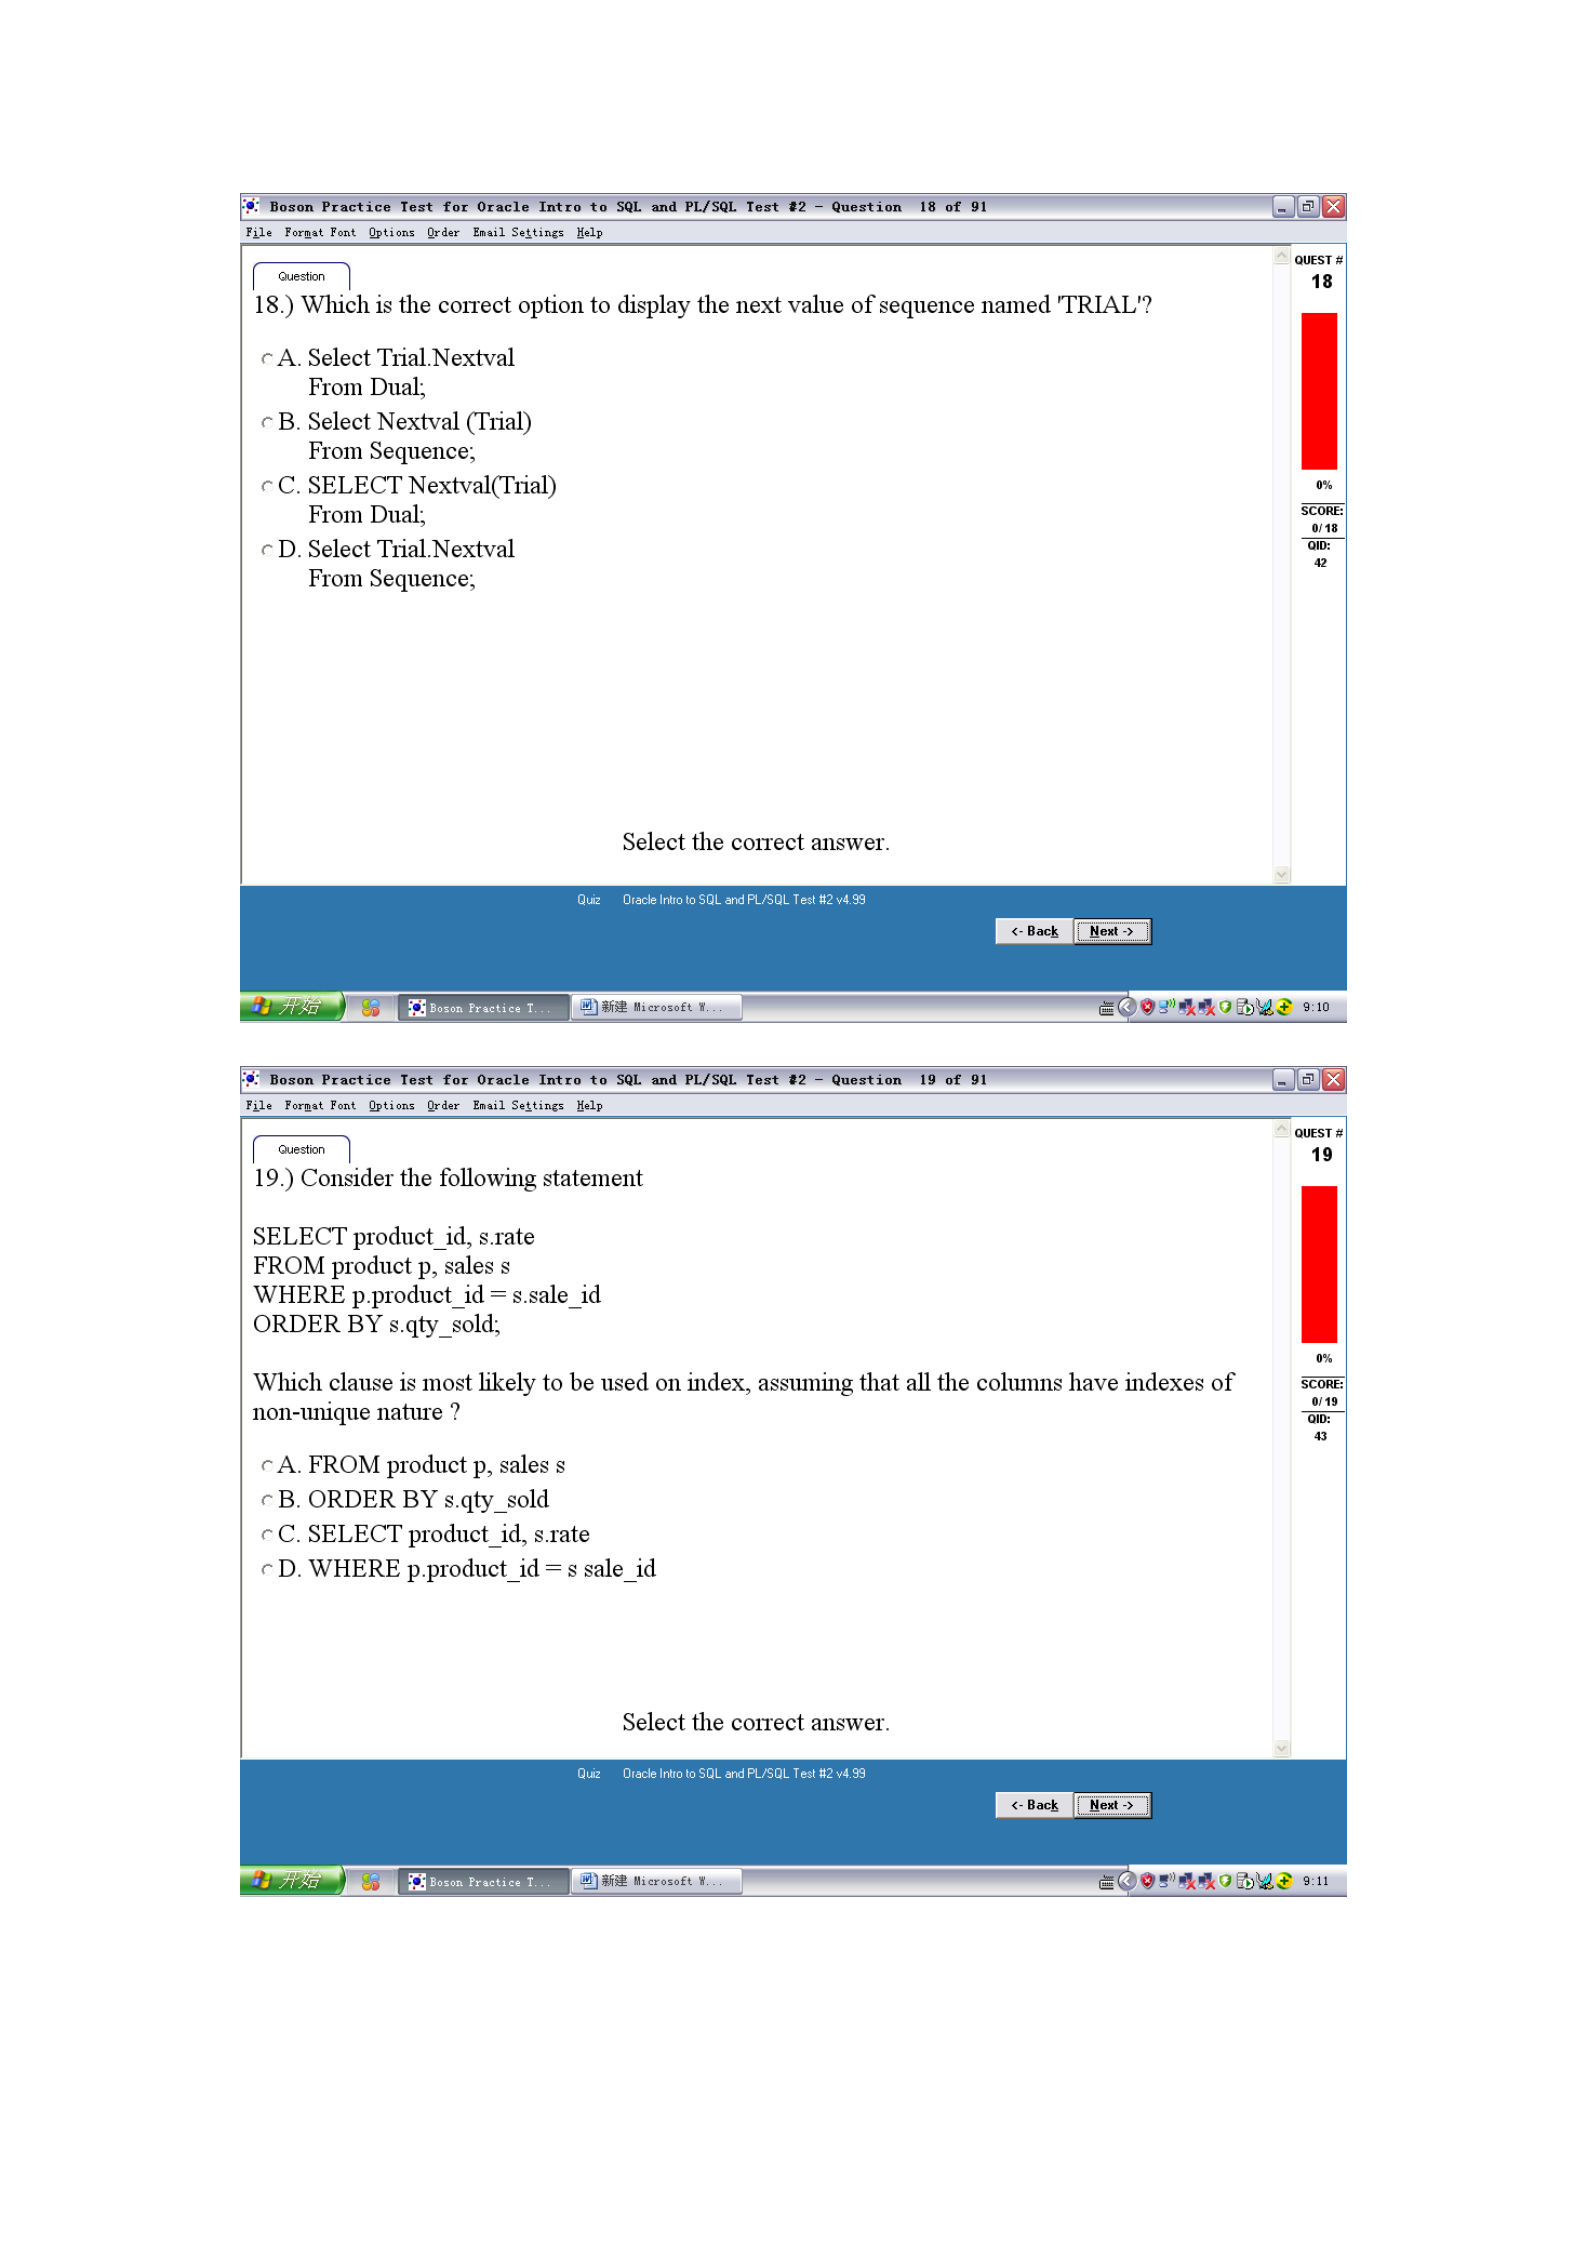 Boson Practice Test for Oracle Intro to SQL and PL/SQL Test #2 - Question  18 of 91
File  Format Font  Options  Order  Email Settings  Help
QUEST #
Question
18
18.) Which is the correct option to display the next value of sequence named 'TRIAL'?
A. Select Trial.Nextval
From Dual;
B. Select Nextval (Trial)
From Sequence;
C. SELECT Nextval(Trial)
From Dual;
D. Select Trial.Nextval
From Sequence;
0%
SCORE:
0/18
QID:
42
Select the correct answer.
Quiz  Oracle Intro to SQL and PL/SQL Test #2 v4.99
<- Back  Next ->
开始  Boson Practice T...  新建 Microsoft W...  9:10
Boson Practice Test for Oracle Intro to SQL and PL/SQL Test #2 - Question  19 of 91
File  Format Font  Options  Order  Email Settings  Help
QUEST #
Question
19
19.) Consider the following statement
SELECT product_id, s.rate
FROM product p, sales s
WHERE p.product_id = s.sale_id
ORDER BY s.qty_sold;
Which clause is most likely to be used on index, assuming that all the columns have indexes of
non-unique nature ?
A. FROM product p, sales s
B. ORDER BY s.qty_sold
C. SELECT product_id, s.rate
D. WHERE p.product_id = s sale_id
0%
SCORE:
0/19
QID:
43
Select the correct answer.
Quiz  Oracle Intro to SQL and PL/SQL Test #2 v4.99
<- Back  Next ->
开始  Boson Practice T...  新建 Microsoft W...  9:11